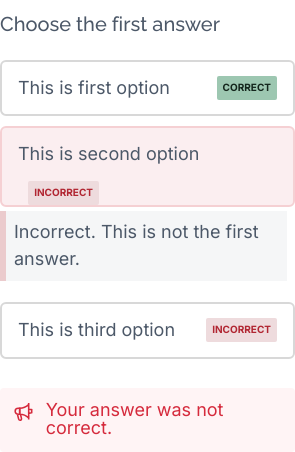 Choose the first answer
This is first option CORRECT
This is second option
INCORRECT
Incorrect. This is not the first
answer.
This is third option INCORRECT
Your answer was not
correct.